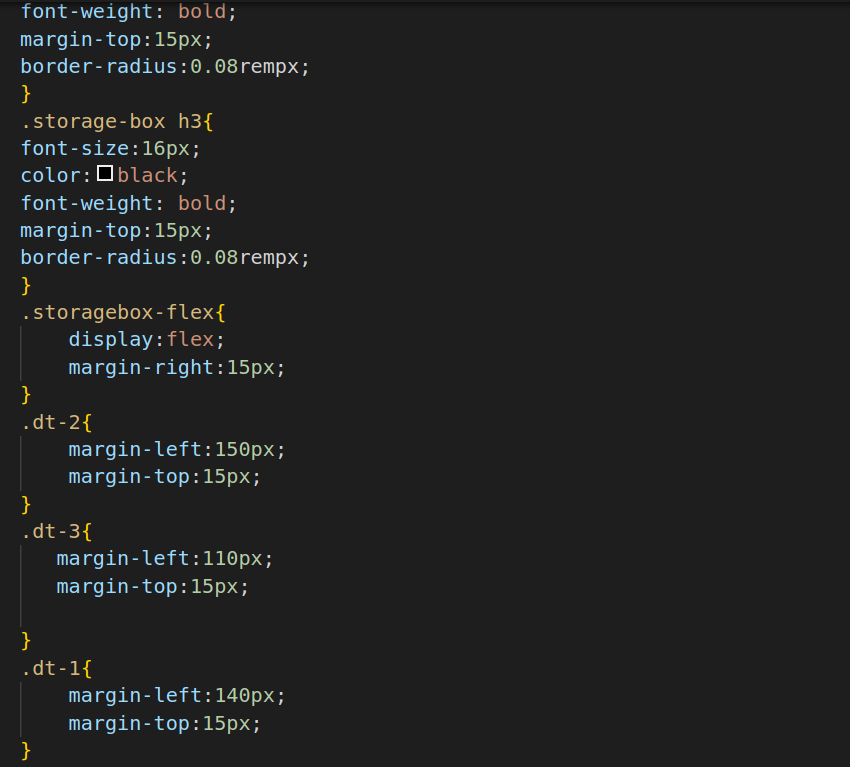 font-weight: bold;
margin-top:15px;
border-radius:0.08rempx;
}
.storage-box h3{
font-size:16px;
color:black;
font-weight: bold;
margin-top:15px;
border-radius:0.08rempx;
}
.storagebox-flex{
    display:flex;
    margin-right:15px;
}
.dt-2{
    margin-left:150px;
    margin-top:15px;
}
.dt-3{
   margin-left:110px;
   margin-top:15px;

}
.dt-1{
    margin-left:140px;
    margin-top:15px;
}